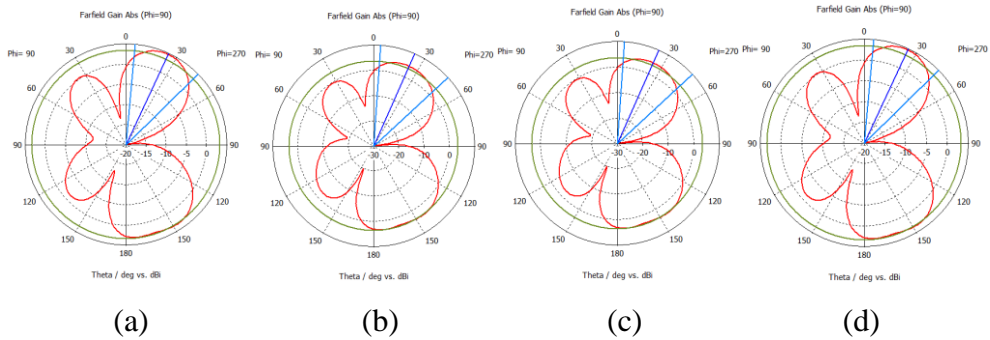 Farfield Gain Abs (Phi=90)
0
Phi= 90 30 30 Phi=270
60 60
90 -20 -15 -10 -5 0 90
120 120
150 150
180
Theta / deg vs. dBi
(a)
Farfield Gain Abs (Phi=90)
0
Phi= 90 30 30 Phi=270
60 60
90 -30 -20 -10 0 90
120 120
150 150
180
Theta / deg vs. dBi
(b)
Farfield Gain Abs (Phi=90)
0
Phi= 90 30 30 Phi=270
60 60
90 -30 -20 -10 0 90
120 120
150 150
180
Theta / deg vs. dBi
(c)
Farfield Gain Abs (Phi=90)
0
Phi= 90 30 30 Phi=270
60 60
90 -20 -15 -10 -5 0 90
120 120
150 150
180
Theta / deg vs. dBi
(d)